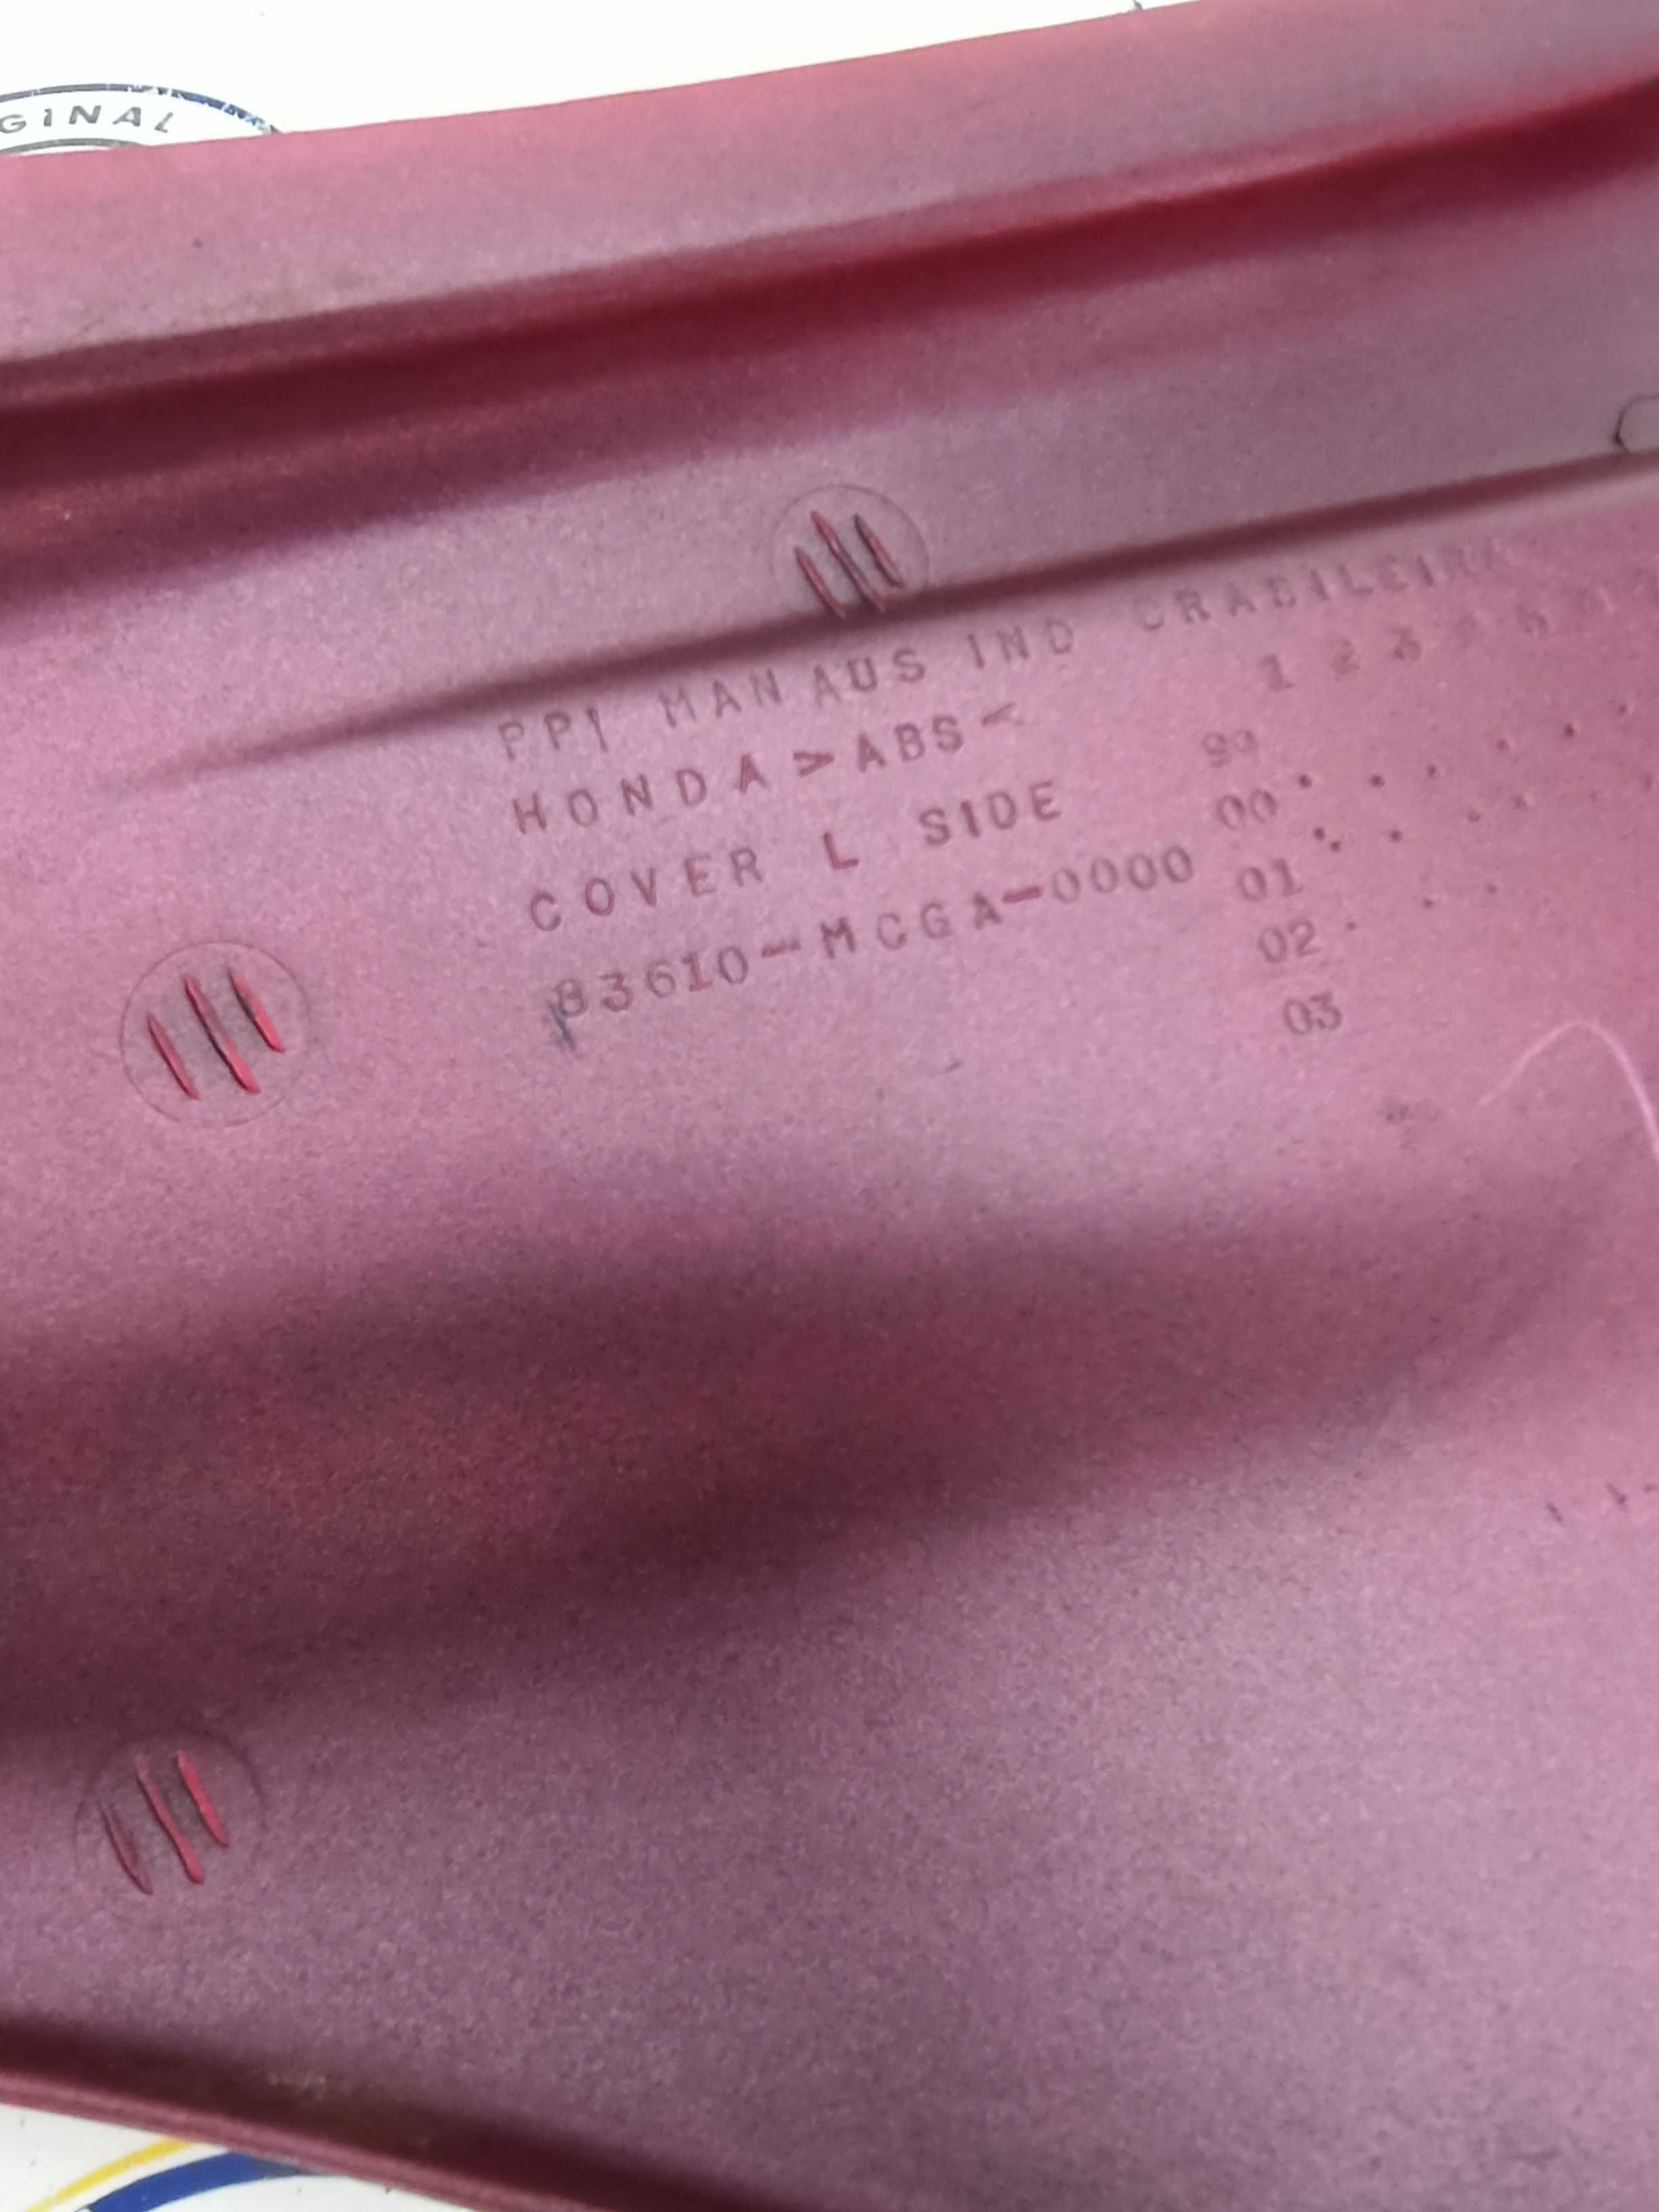 GINAL
PPI MANAUS IND BRASILEIRA
1 2 3
HONDA >ABS<
99
COVER L SIDE
00
83610-MCGA-0000
01
02
03